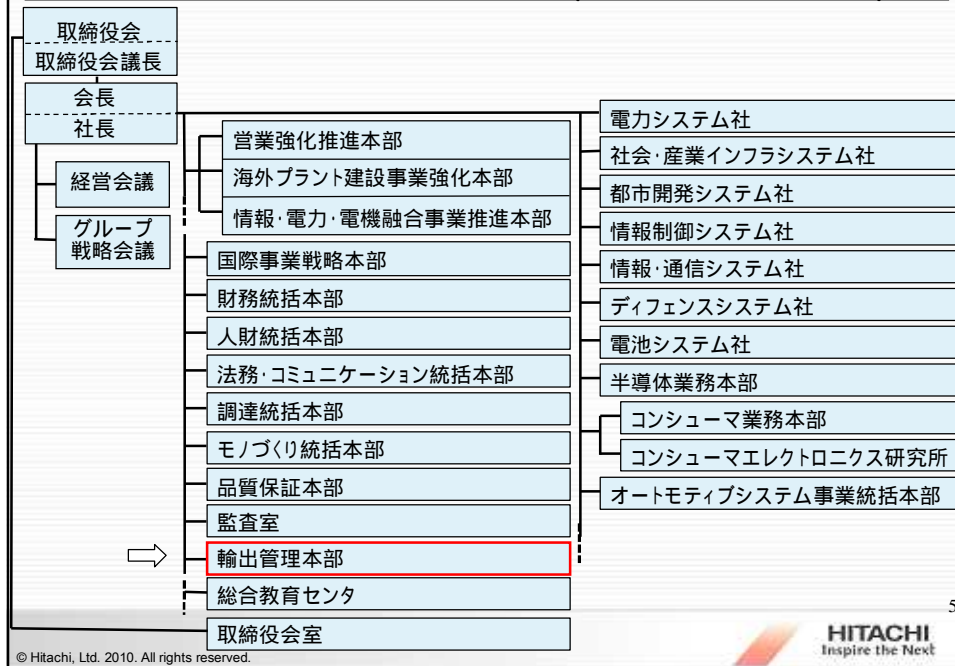 取締役会
取締役会議長
会長
社長
経営会議
グループ
戦略会議
営業強化推進本部
海外プラント建設事業強化本部
情報・電力・電機融合事業推進本部
国際事業戦略本部
財務統括本部
人財統括本部
法務・コミュニケーション統括本部
調達統括本部
モノづくり統括本部
品質保証本部
監査室
輸出管理本部
総合教育センタ
取締役会室
電力システム社
社会・産業インフラシステム社
都市開発システム社
情報制御システム社
情報・通信システム社
ディフェンスシステム社
電池システム社
半導体業務本部
コンシューマ業務本部
コンシューマエレクトロニクス研究所
オートモティブシステム事業統括本部
5
© Hitachi, Ltd. 2010. All rights reserved.
HITACHI
Inspire the Next